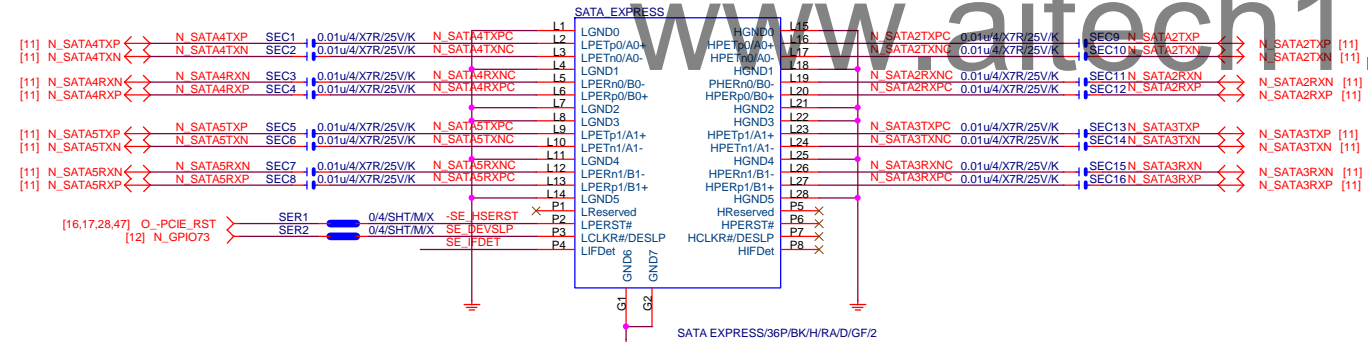 www.aitech1
SATA_EXPRESS
L1 LGND0 HGND0 L15
[11] N_SATA4TXP N_SATA4TXP SEC1 0.01u/4/X7R/25V/K N_SATA4TXPC L2 LPETp0/A0+ HPETp0/A0+ L16 N_SATA2TXPC 0.01u/4/X7R/25V/K SEC9 N_SATA2TXP N_SATA2TXP [11]
[11] N_SATA4TXN N_SATA4TXN SEC2 0.01u/4/X7R/25V/K N_SATA4TXNC L3 LPETn0/A0- HPETn0/A0- L17 N_SATA2TXNC 0.01u/4/X7R/25V/K SEC10 N_SATA2TXN N_SATA2TXN [11]
L4 LGND1 HGND1 L18
[11] N_SATA4RXN N_SATA4RXN SEC3 0.01u/4/X7R/25V/K N_SATA4RXNC L5 LPERn0/B0- PHERn0/B0- L19 N_SATA2RXNC 0.01u/4/X7R/25V/K SEC11 N_SATA2RXN N_SATA2RXN [11]
[11] N_SATA4RXP N_SATA4RXP SEC4 0.01u/4/X7R/25V/K N_SATA4RXPC L6 LPERp0/B0+ HPERp0/B0+ L20 N_SATA2RXPC 0.01u/4/X7R/25V/K SEC12 N_SATA2RXP N_SATA2RXP [11]
L7 LGND2 HGND2 L21
L8 LGND3 HGND3 L22
[11] N_SATA5TXP N_SATA5TXP SEC5 0.01u/4/X7R/25V/K N_SATA5TXPC L9 LPETp1/A1+ HPETp1/A1+ L23 N_SATA3TXPC 0.01u/4/X7R/25V/K SEC13 N_SATA3TXP N_SATA3TXP [11]
[11] N_SATA5TXN N_SATA5TXN SEC6 0.01u/4/X7R/25V/K N_SATA5TXNC L10 LPETn1/A1- HPETn1/A1- L24 N_SATA3TXNC 0.01u/4/X7R/25V/K SEC14 N_SATA3TXN N_SATA3TXN [11]
L11 LGND4 HGND4 L25
[11] N_SATA5RXN N_SATA5RXN SEC7 0.01u/4/X7R/25V/K N_SATA5RXNC L12 LPERn1/B1- HPERn1/B1- L26 N_SATA3RXNC 0.01u/4/X7R/25V/K SEC15 N_SATA3RXN N_SATA3RXN [11]
[11] N_SATA5RXP N_SATA5RXP SEC8 0.01u/4/X7R/25V/K N_SATA5RXPC L13 LPERp1/B1+ HPERp1/B1+ L27 N_SATA3RXPC 0.01u/4/X7R/25V/K SEC16 N_SATA3RXP N_SATA3RXP [11]
L14 LGND5 HGND5 L28
P1 LReserved HReserved P5
[16,17,28,47] O_-PCIE_RST SER1 0/4/SHT/M/X -SE_HSERST P2 LPERST# HPERST# P6
[12] N_GPIO73 SER2 0/4/SHT/M/X SE_DEVSLP P3 LCLKR#/DESLP HCLKR#/DESLP P7
SE_IFDET P4 LIFDet HIFDet P8
GND6 GND7
G1 G2
SATA EXPRESS/36P/BK/H/RA/D/GF/2